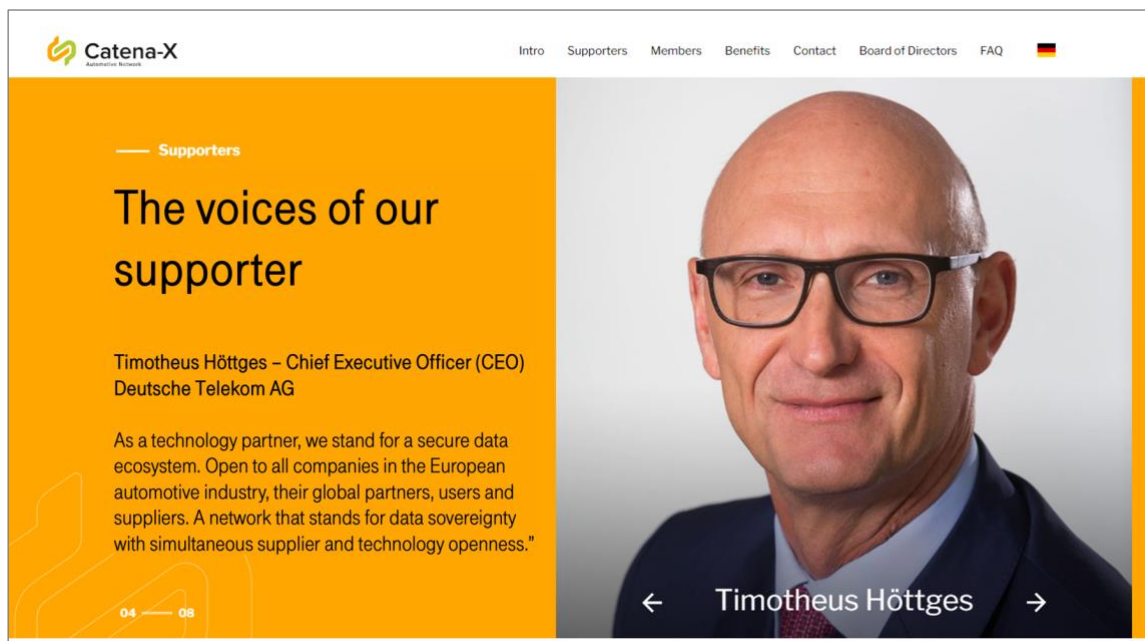 Catena-X
Automotive Network
Intro Supporters Members Benefits Contact Board of Directors FAQ
Supporters
The voices of our
supporter
Timotheus Höttges – Chief Executive Officer (CEO)
Deutsche Telekom AG
As a technology partner, we stand for a secure data
ecosystem. Open to all companies in the European
automotive industry, their global partners, users and
suppliers. A network that stands for data sovereignty
with simultaneous supplier and technology openness.”
04 — 08
← Timotheus Höttges →